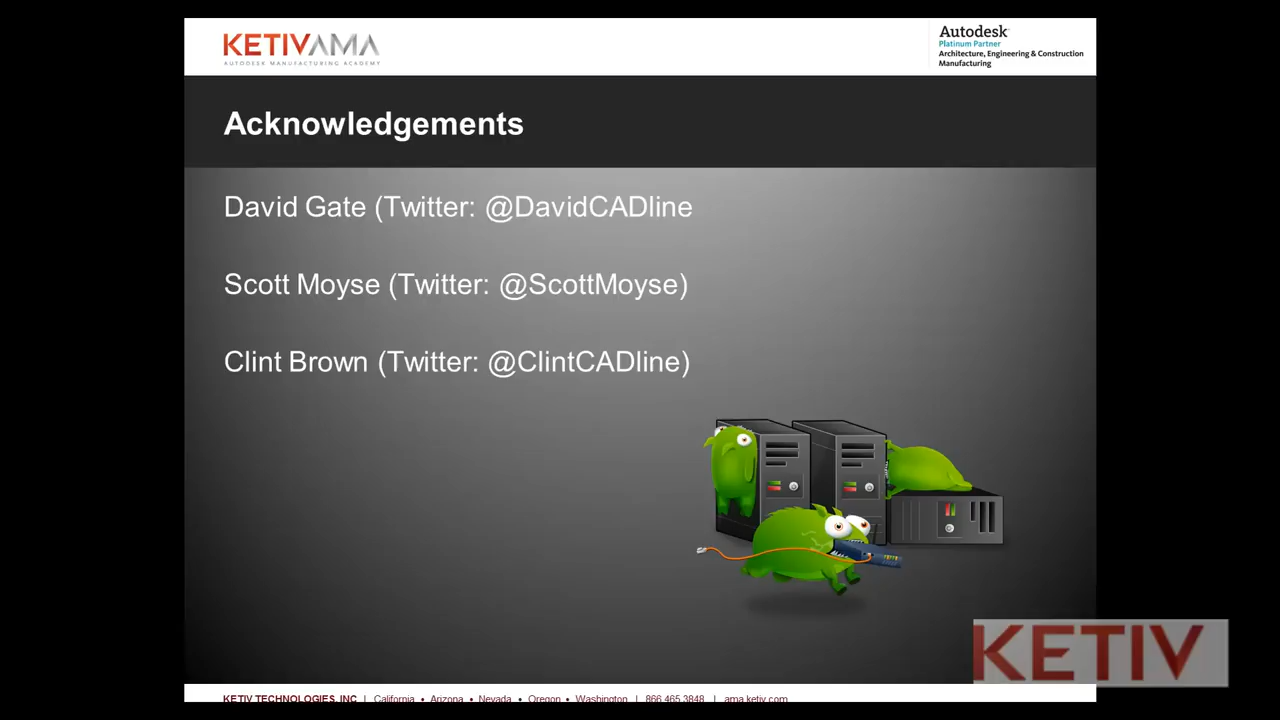 KETIVAMA
AUTODESK MANUFACTURING ACADEMY
Autodesk
Platinum Partner
Architecture, Engineering & Construction
Manufacturing
Acknowledgements
David Gate (Twitter: @DavidCADline
Scott Moyse (Twitter: @ScottMoyse)
Clint Brown (Twitter: @ClintCADline)
KETIV
KETIV TECHNOLOGIES, INC | California • Arizona • Nevada • Oregon • Washington | 866.465.3848 | ama.ketiv.com